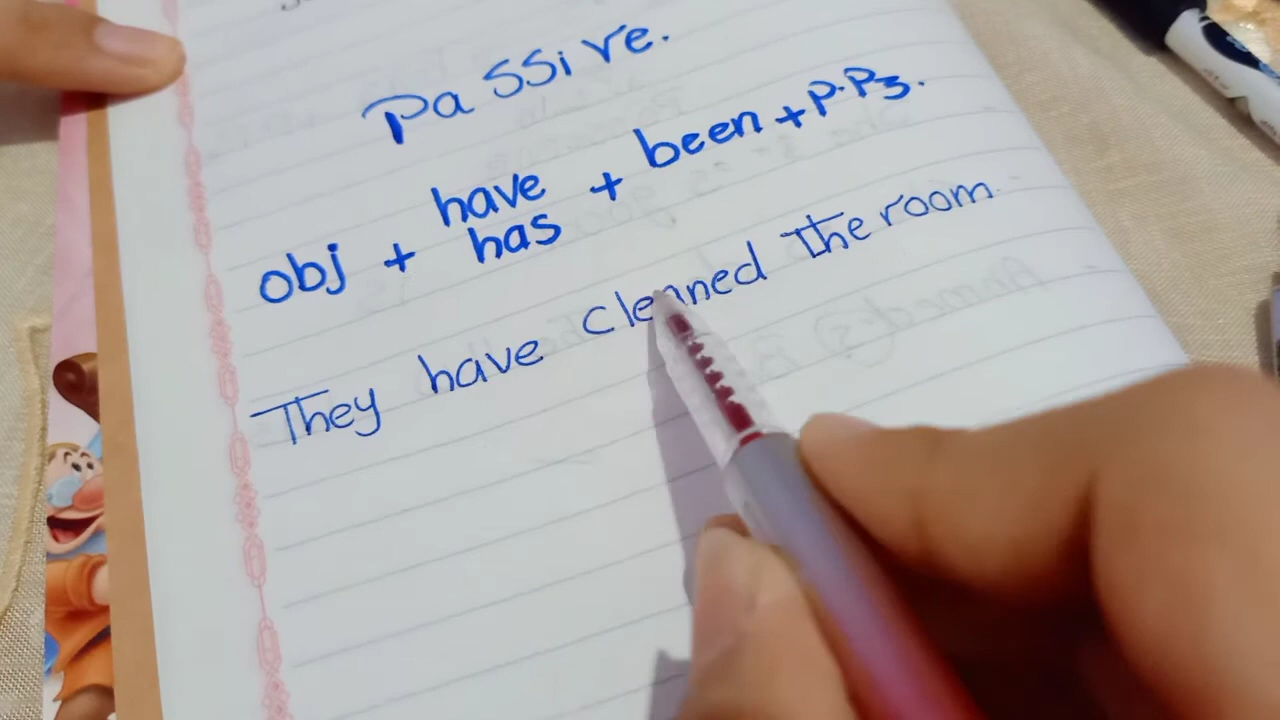 Passive.
obj + have has + been + P.P3.
They have cleaned the room